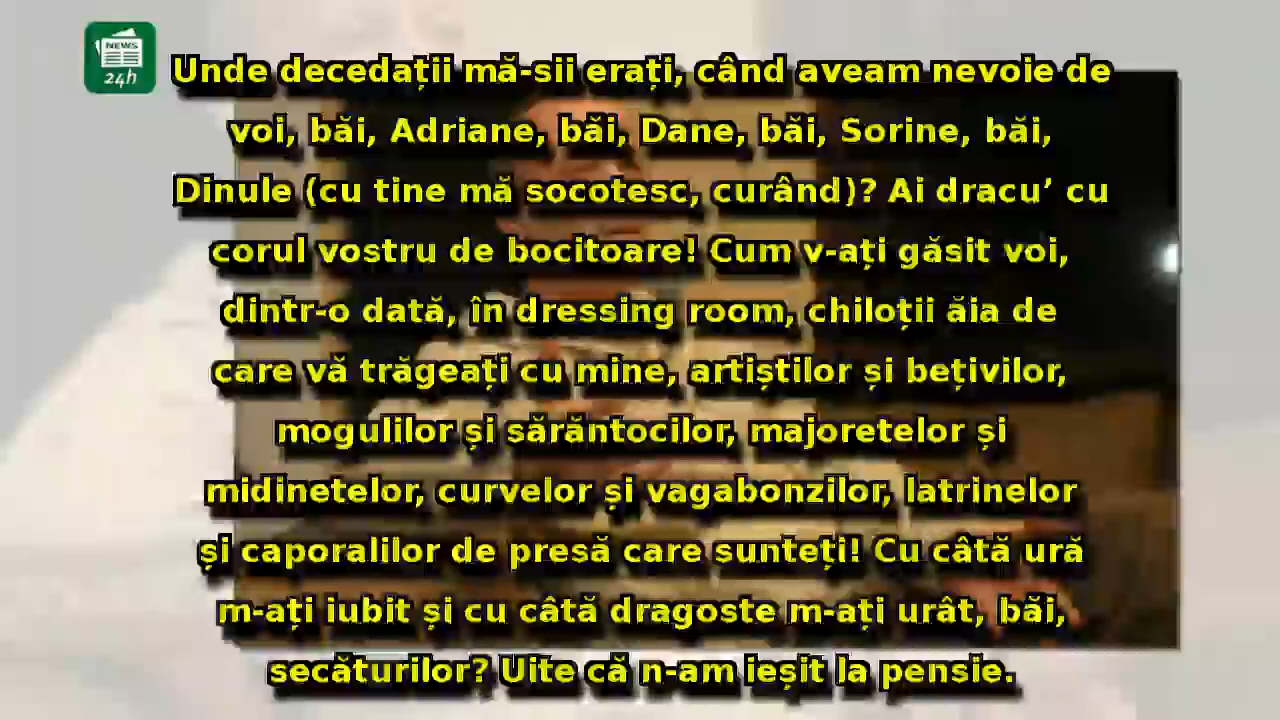 NEWS
24h
Unde decedații mă-sii erați, când aveam nevoie de
voi, băi, Adriane, băi, Dane, băi, Sorine, băi,
Dinule (cu tine mă socotesc, curând)? Ai dracu’ cu
corul vostru de bocitoare! Cum v-ați găsit voi,
dintr-o dată, în dressing room, chiloții ăia de
care vă trăgeați cu mine, artiștilor și bețivilor,
mogulilor și sărăntocilor, majoretelor și
midinetelor, curvelor și vagabonzilor, latrinelor
și caporalilor de presă care sunteți! Cu câtă ură
m-ați iubit și cu câtă dragoste m-ați urât, băi,
secăturilor? Uite că n-am ieșit la pensie.